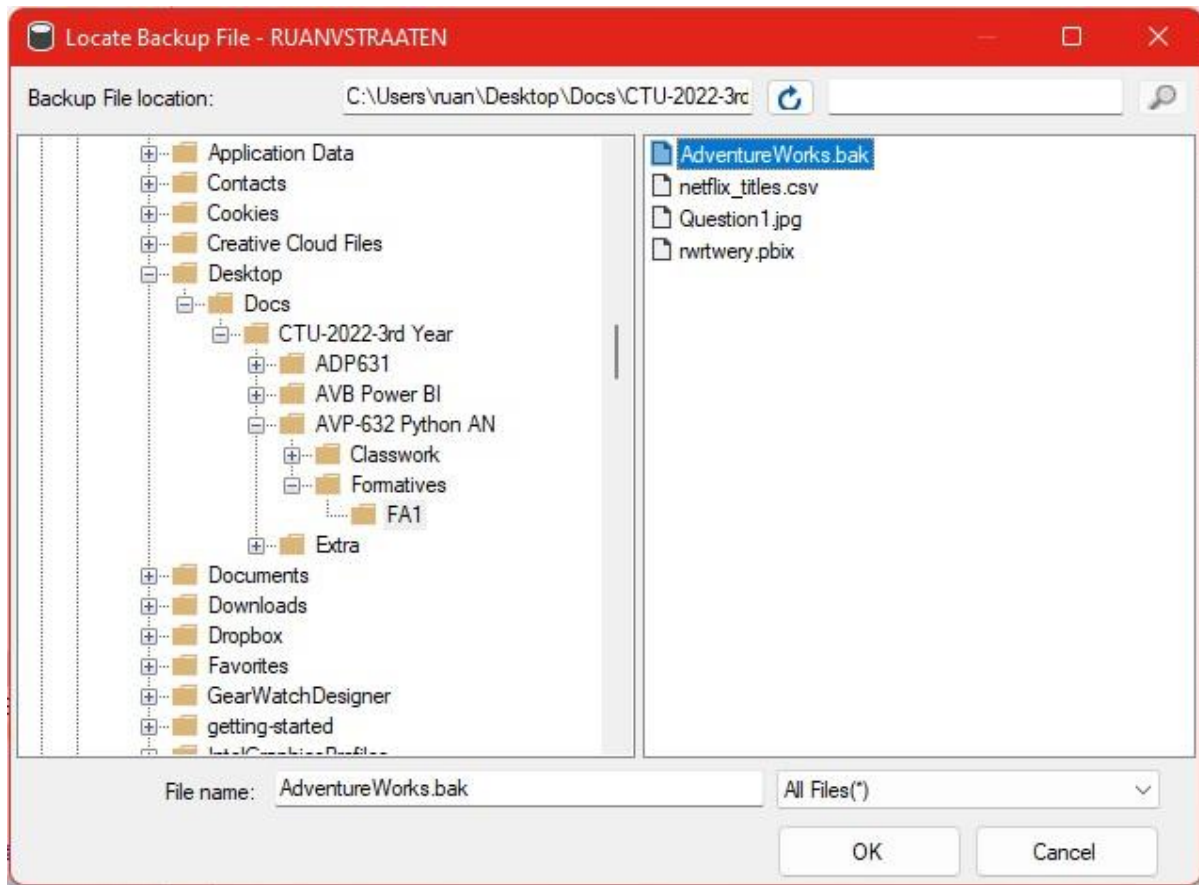 Locate Backup File - RUANVSTRAATEN
Backup File location:
C:\Users\ruan\Desktop\Docs\CTU-2022-3rd
Application Data
Contacts
Cookies
Creative Cloud Files
Desktop
Docs
CTU-2022-3rd Year
ADP631
AVB Power BI
AVP-632 Python AN
Classwork
Formatives
FA1
Extra
Documents
Downloads
Dropbox
Favorites
GearWatchDesigner
getting-started
IntelGraphicsProfiles
AdventureWorks.bak
netflix_titles.csv
Question1.jpg
rwrtwery.pbix
File name:
AdventureWorks.bak
All Files(*)
OK
Cancel